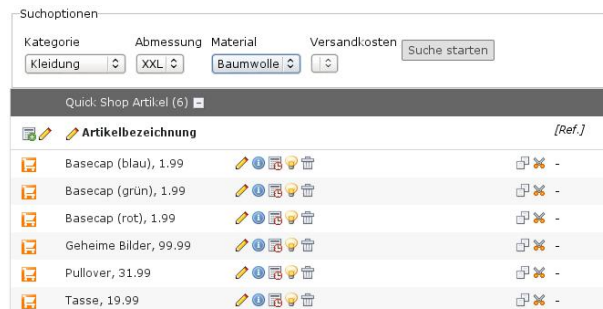 Suchoptionen
Kategorie Abmessung Material Versandkosten
Kleidung XXL Baumwolle Suche starten
Quick Shop Artikel (6)
Artikelbezeichnung [Ref.]
Basecap (blau), 1.99 -
Basecap (grün), 1.99 -
Basecap (rot), 1.99 -
Geheime Bilder, 99.99 -
Pullover, 31.99 -
Tasse, 19.99 -